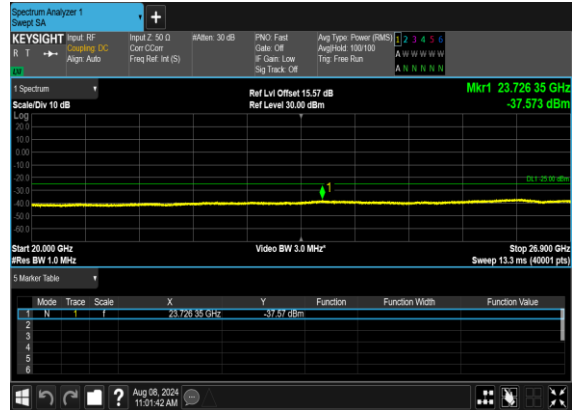 Spectrum Analyzer 1
Swept SA
+
KEYSIGHT Input: RF Input Z: 50 Ω #Atten: 30 dB PNO: Fast Avg Type: Power (RMS) 1 2 3 4 5 6
R T Coupling: DC Corr CCorr Gate: Off Avg|Hold: 100/100 A W W W W W
Align: Auto Freq Ref: Int (S) IF Gain: Low Trig: Free Run
Sig Track: Off A N N N N N
1 Spectrum Ref Lvl Offset 15.57 dB Mkr1 23.726 35 GHz
Scale/Div 10 dB Ref Level 30.00 dBm -37.573 dBm
Log
20.0
10.0
0.00
-10.0
-20.0 DL1 -25.00 dBm
-30.0 1
-40.0
-50.0
-60.0
Start 20.000 GHz Video BW 3.0 MHz* Stop 26.900 GHz
#Res BW 1.0 MHz Sweep 13.3 ms (40001 pts)
5 Marker Table
Mode Trace Scale X Y Function Function Width Function Value
1 N 1 f 23.726 35 GHz -37.57 dBm
2
3
4
5
6
? Aug 08, 2024
11:01:42 AM